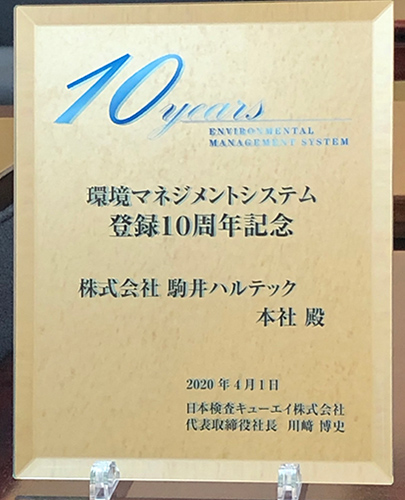 10 years
ENVIRONMENTAL
MANAGEMENT SYSTEM
環境マネジメントシステム
登録10周年記念
株式会社 駒井ハルテック
本社 殿
2020 年 4 月 1 日
日本検査キューエイ株式会社
代表取締役社長 川﨑 博史